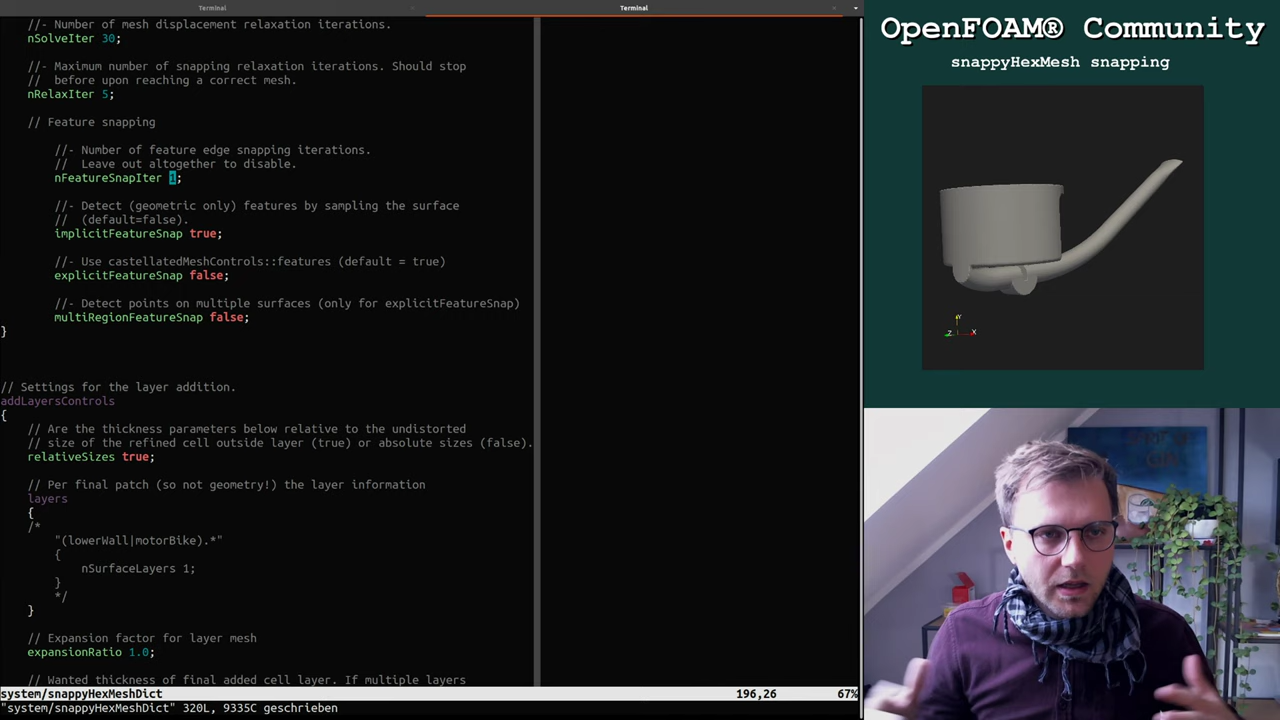 Terminal
Terminal
//- Number of mesh displacement relaxation iterations.
nSolveIter 30;
//- Maximum number of snapping relaxation iterations. Should stop
//  before upon reaching a correct mesh.
nRelaxIter 5;
// Feature snapping
//- Number of feature edge snapping iterations.
//  Leave out altogether to disable.
nFeatureSnapIter 1;
//- Detect (geometric only) features by sampling the surface
//  (default=false).
implicitFeatureSnap true;
//- Use castellatedMeshControls::features (default = true)
explicitFeatureSnap false;
//- Detect points on multiple surfaces (only for explicitFeatureSnap)
multiRegionFeatureSnap false;
}
// Settings for the layer addition.
addLayersControls
{
// Are the thickness parameters below relative to the undistorted
// size of the refined cell outside layer (true) or absolute sizes (false).
relativeSizes true;
// Per final patch (so not geometry!) the layer information
layers
{
/*
"(lowerWall|motorBike).*"
{
nSurfaceLayers 1;
}
*/
}
// Expansion factor for layer mesh
expansionRatio 1.0;
// Wanted thickness of final added cell layer. If multiple layers
system/snappyHexMeshDict 196,26 67%
"system/snappyHexMeshDict" 320L, 9335C geschrieben
OpenFOAM® Community
snappyHexMesh snapping
Y
Z
X